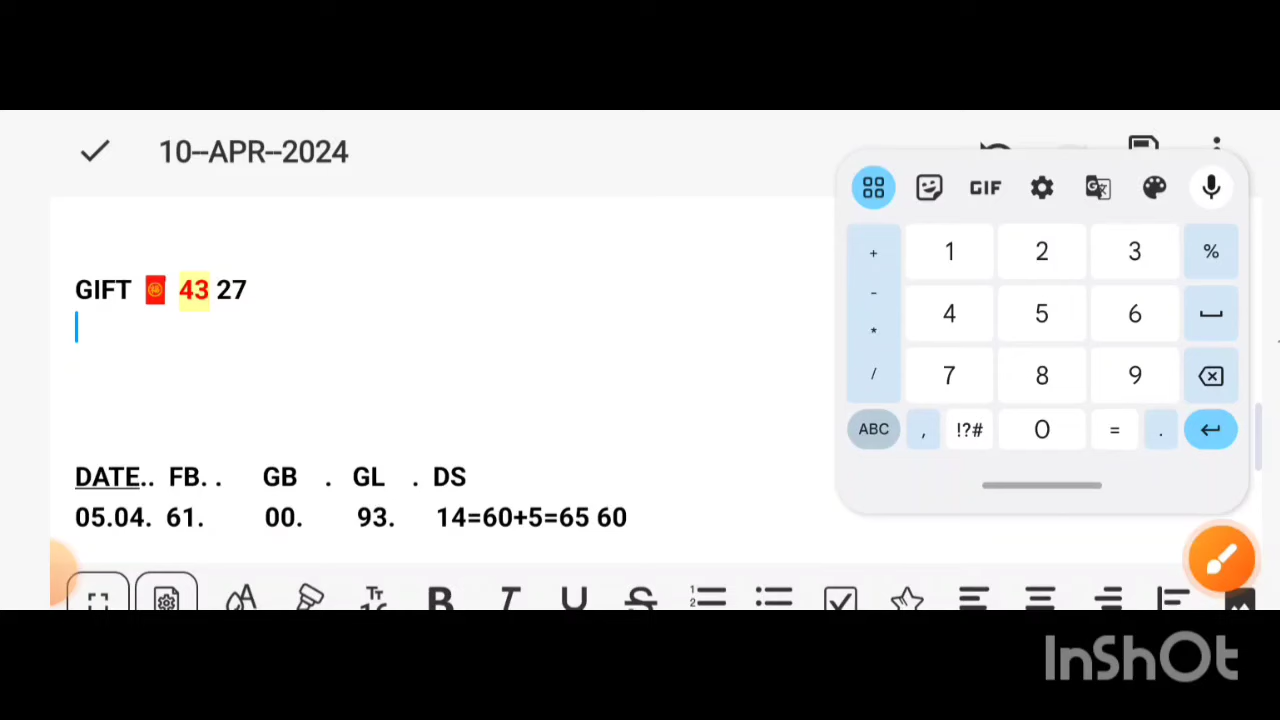 10--APR--2024
GIFT 🧧 43 27
DATE.. FB. . GB . GL . DS
05.04. 61. 00. 93. 14=60+5=65 60
GIF
+ 1 2 3 %
- 4 5 6
*
/ 7 8 9
ABC , !?# 0 = .
B T U S
InShOt